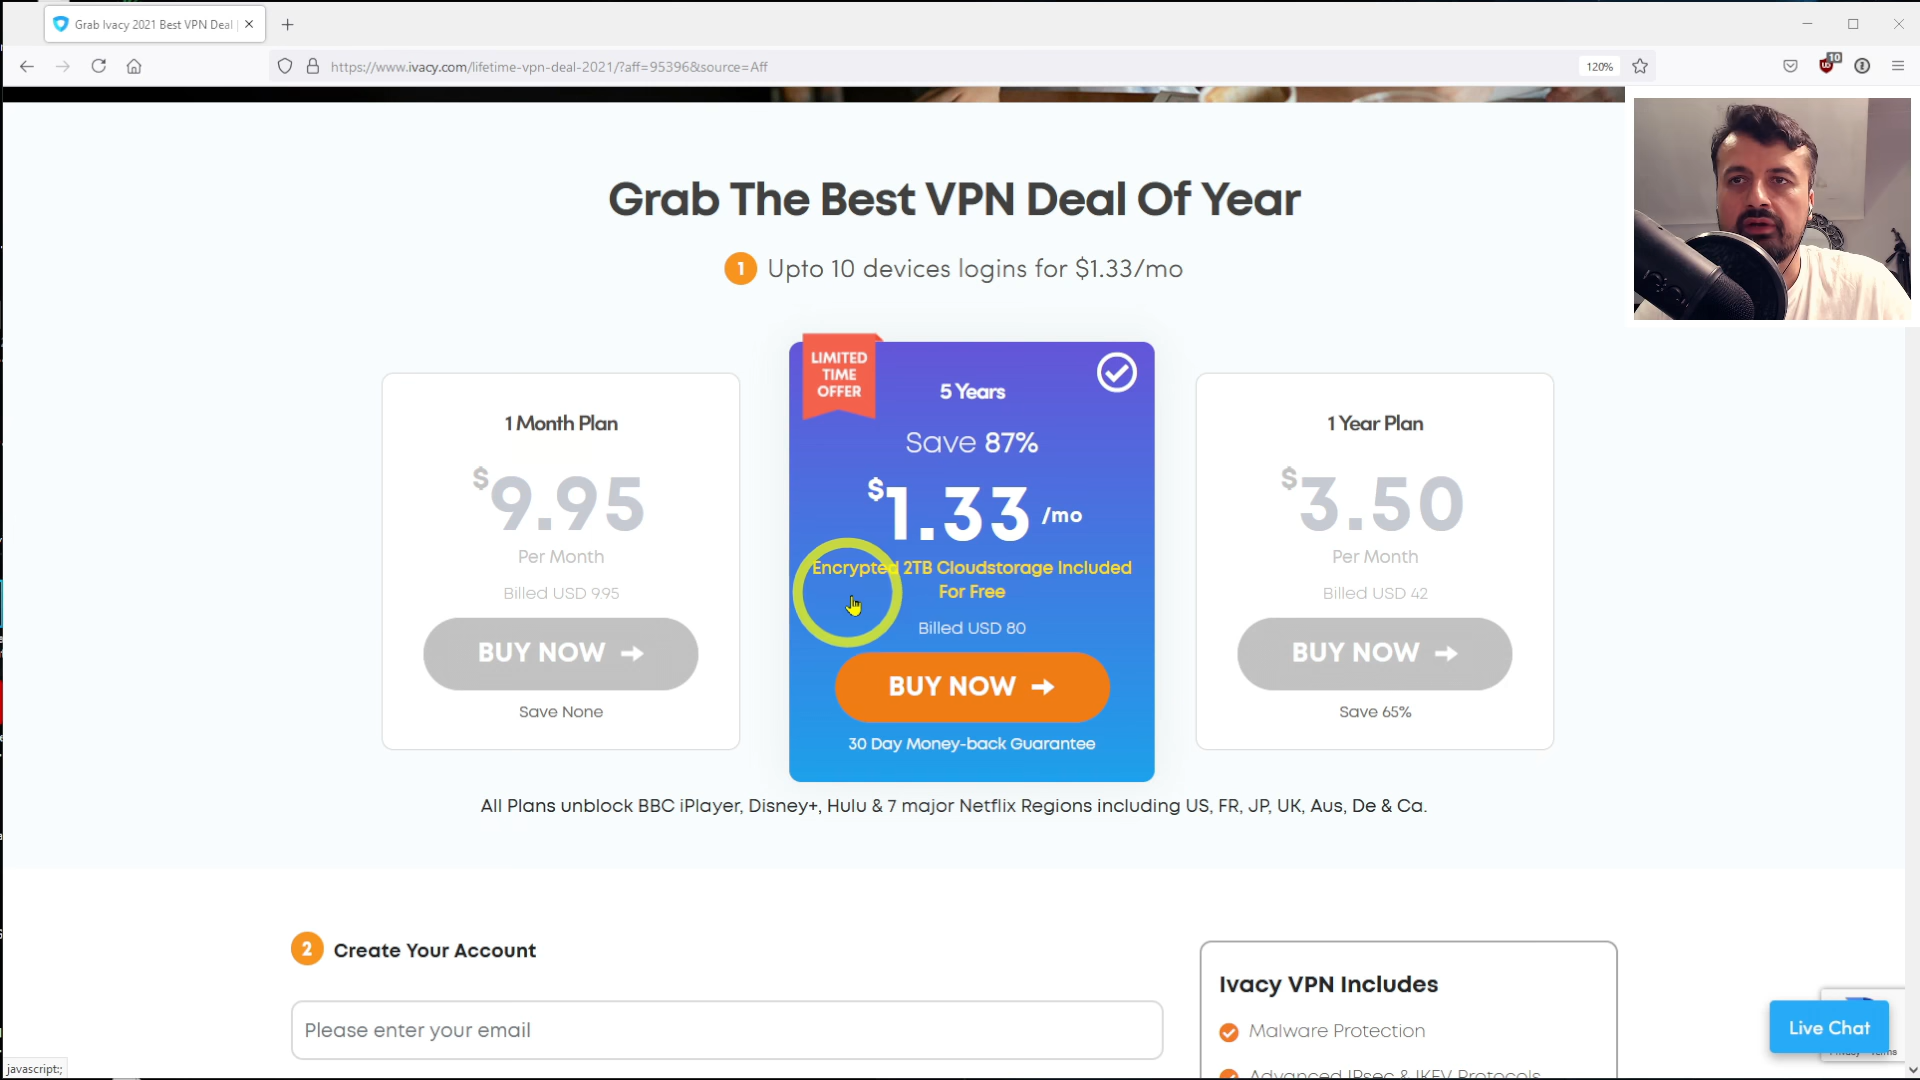 Grab Ivacy 2021 Best VPN Deal
https://www.ivacy.com/lifetime-vpn-deal-2021/?aff=95396&source=Aff
120%
10
Grab The Best VPN Deal Of Year
1 Upto 10 devices logins for $1.33/mo
1 Month Plan
$9.95
Per Month
Billed USD 9.95
BUY NOW →
Save None
LIMITED
TIME
OFFER
5 Years
Save 87%
$1.33 /mo
Encrypted 2TB Cloudstorage Included
For Free
Billed USD 80
BUY NOW →
30 Day Money-back Guarantee
1 Year Plan
$3.50
Per Month
Billed USD 42
BUY NOW →
Save 65%
All Plans unblock BBC iPlayer, Disney+, Hulu & 7 major Netflix Regions including US, FR, JP, UK, Aus, De & Ca.
2 Create Your Account
Please enter your email
Ivacy VPN Includes
Malware Protection
Advanced IPsec & IKEV Protocols
Live Chat
javascript:;